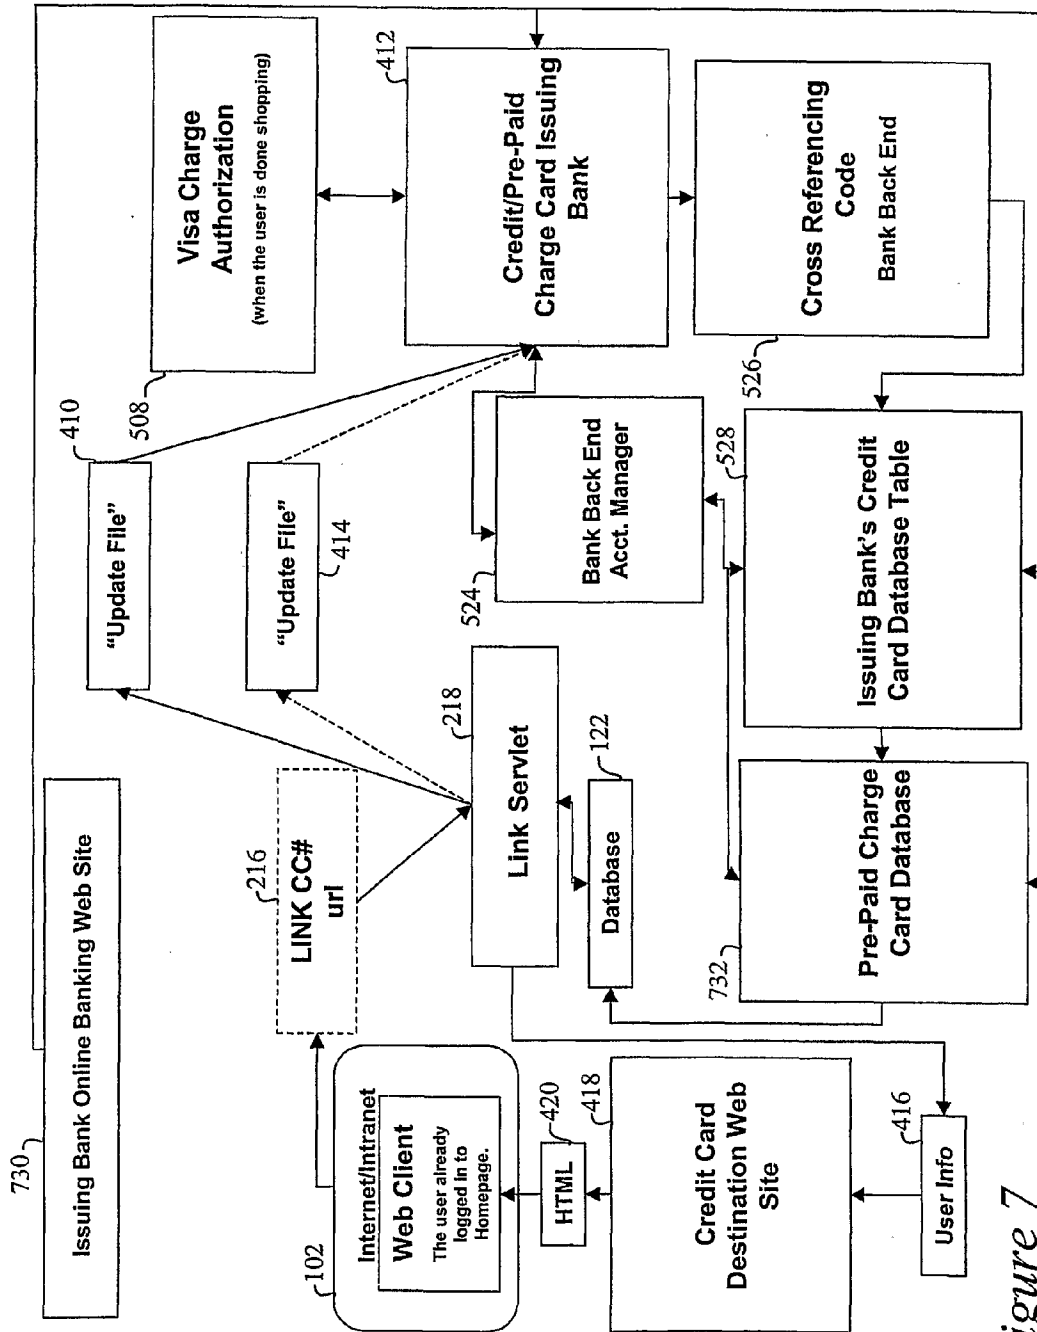 730
Issuing Bank Online Banking Web Site
102
Internet/Intranet
Web Client
The user already
logged in to
Homepage.
216
LINK CC#
url
410
"Update File"
"Update File"
414
508
Visa Charge
Authorization
(when the user is done shopping)
420
HTML
418
Credit Card
Destination Web
Site
416
User Info
218
Link Servlet
122
Database
524
Bank Back End
Acct. Manager
412
Credit/Pre-Paid
Charge Card Issuing
Bank
732
Pre-Paid Charge
Card Database
528
Issuing Bank's Credit
Card Database Table
526
Cross Referencing
Code
Bank Back End
igure 7